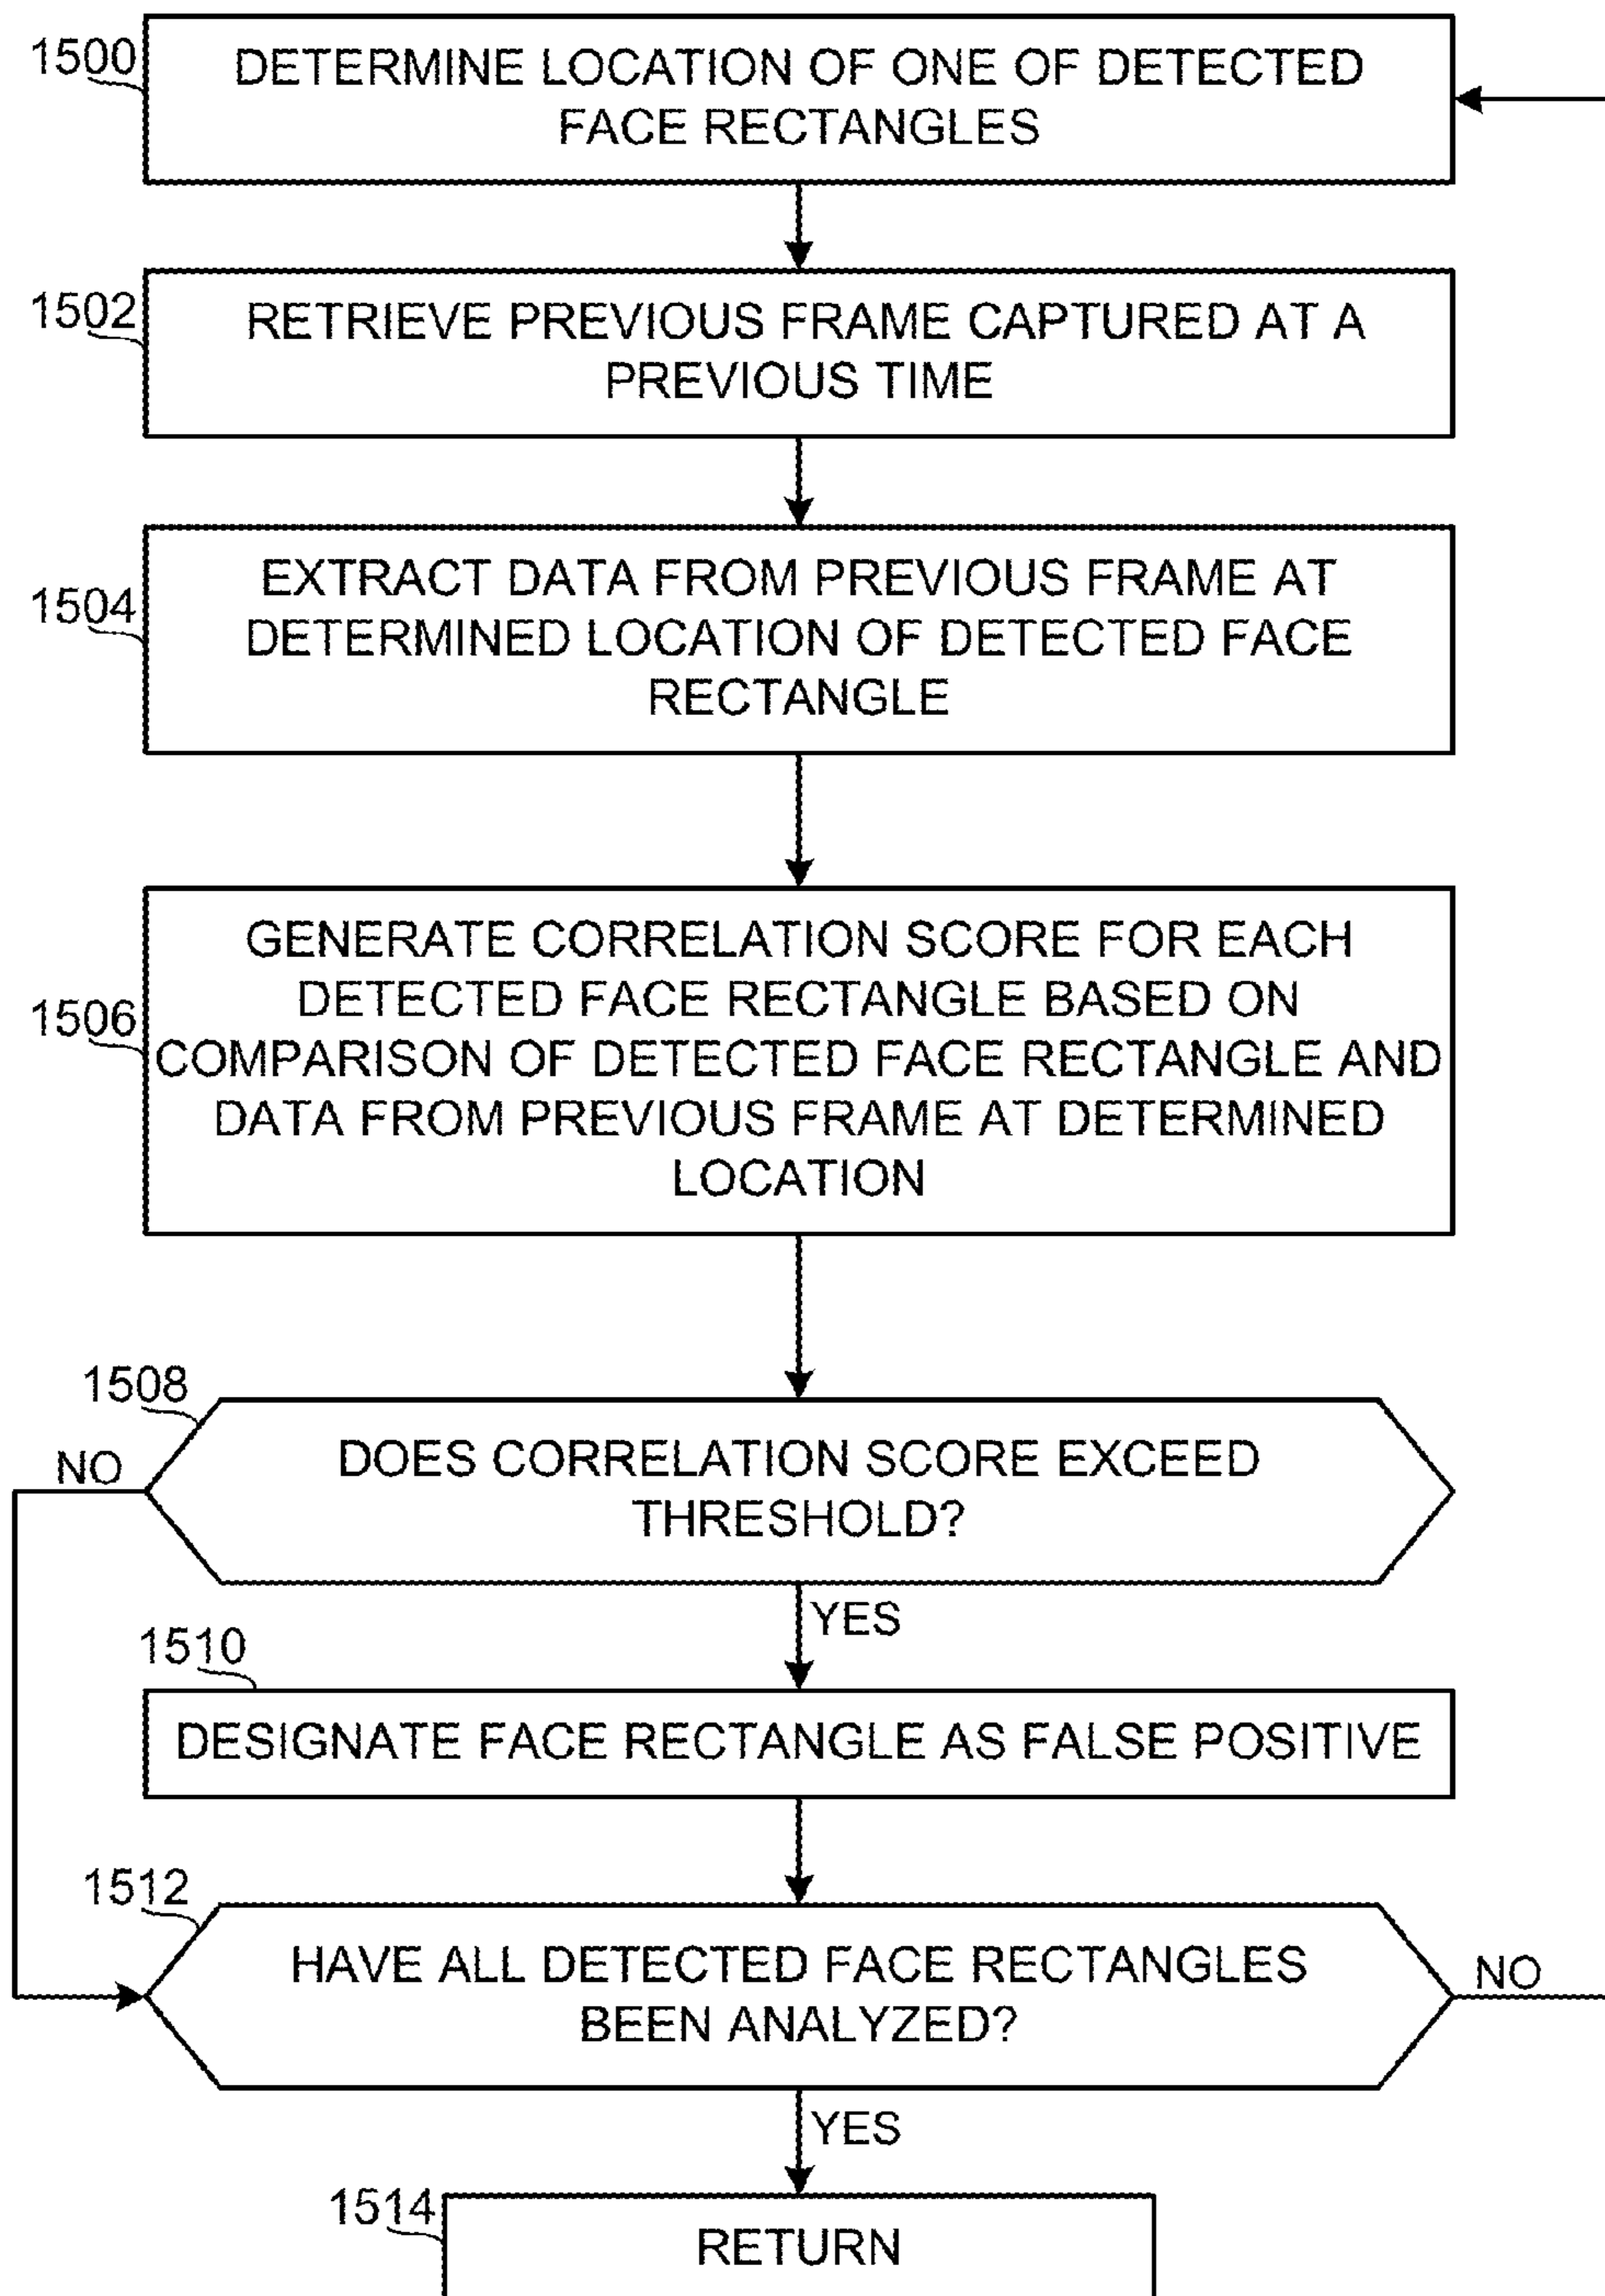 1500
DETERMINE LOCATION OF ONE OF DETECTED
FACE RECTANGLES
1502
RETRIEVE PREVIOUS FRAME CAPTURED AT A
PREVIOUS TIME
1504
EXTRACT DATA FROM PREVIOUS FRAME AT
DETERMINED LOCATION OF DETECTED FACE
RECTANGLE
1506
GENERATE CORRELATION SCORE FOR EACH
DETECTED FACE RECTANGLE BASED ON
COMPARISON OF DETECTED FACE RECTANGLE AND
DATA FROM PREVIOUS FRAME AT DETERMINED
LOCATION
1508
NO
DOES CORRELATION SCORE EXCEED
THRESHOLD?
YES
1510
DESIGNATE FACE RECTANGLE AS FALSE POSITIVE
1512
HAVE ALL DETECTED FACE RECTANGLES
BEEN ANALYZED?
NO
YES
1514
RETURN